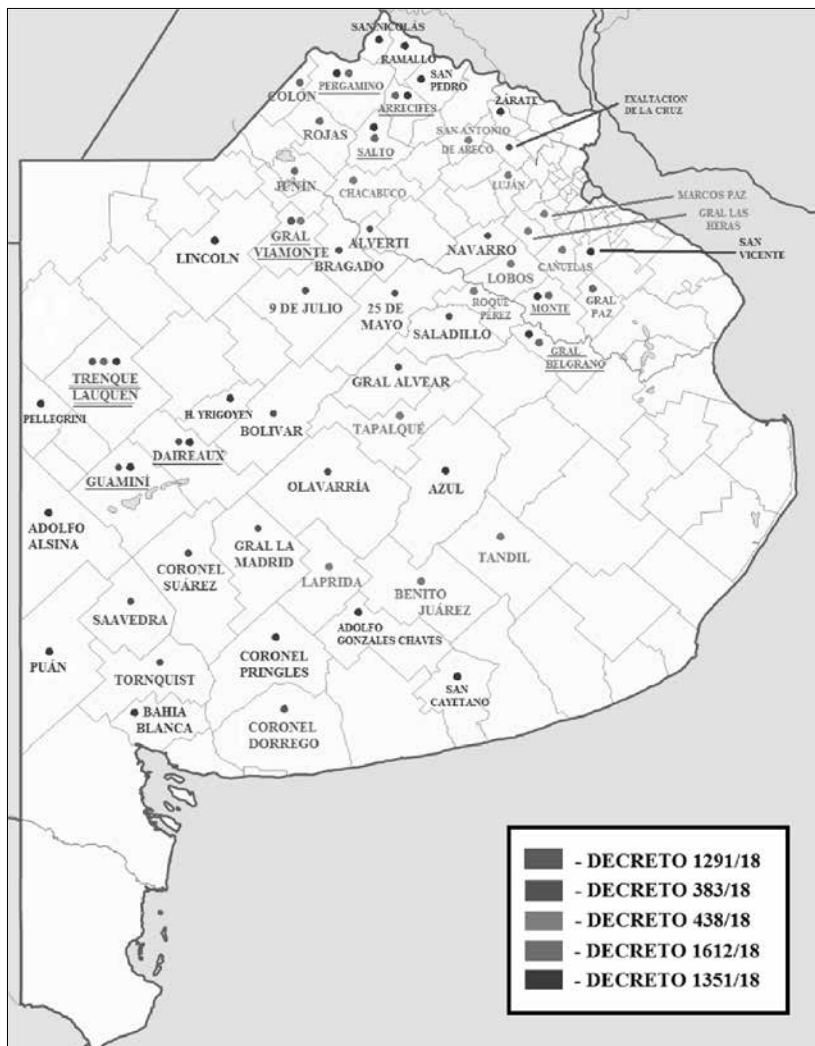 SAN NICOLÁS
RAMALLO
SAN
PEDRO
PERGAMINO
COLÓN
ARRECIFES
ZÁRATE
EXALTACION
DE LA CRUZ
ROJAS
SALTO
SAN ANTONIO
DE ARECO
JUNÍN
CHACABUCO
LUJÁN
MARCOS PAZ
GRAL LAS
HERAS
LINCOLN
GRAL
VIAMONTE
ALVERTI
BRAGADO
NAVARRO
LOBOS
CAÑUELAS
SAN
VICENTE
9 DE JULIO
25 DE
MAYO
ROQUE
PÉREZ
MONTE
GRAL
PAZ
SALADILLO
GRAL
BELGRANO
TRENQUE
LAUQUEN
GRAL ALVEAR
PELLEGRINI
H. YRIGOYEN
BOLIVAR
TAPALQUÉ
DAIREAUX
GUAMINÍ
OLAVARRÍA
AZUL
ADOLFO
ALSINA
CORONEL
SUÁREZ
GRAL LA
MADRID
LAPRIDA
TANDIL
BENITO
JUÁREZ
SAAVEDRA
ADOLFO
GONZALES CHAVES
PUÁN
TORNQUIST
CORONEL
PRINGLES
SAN
CAYETANO
BAHIA
BLANCA
CORONEL
DORREGO
- DECRETO 1291/18
- DECRETO 383/18
- DECRETO 438/18
- DECRETO 1612/18
- DECRETO 1351/18